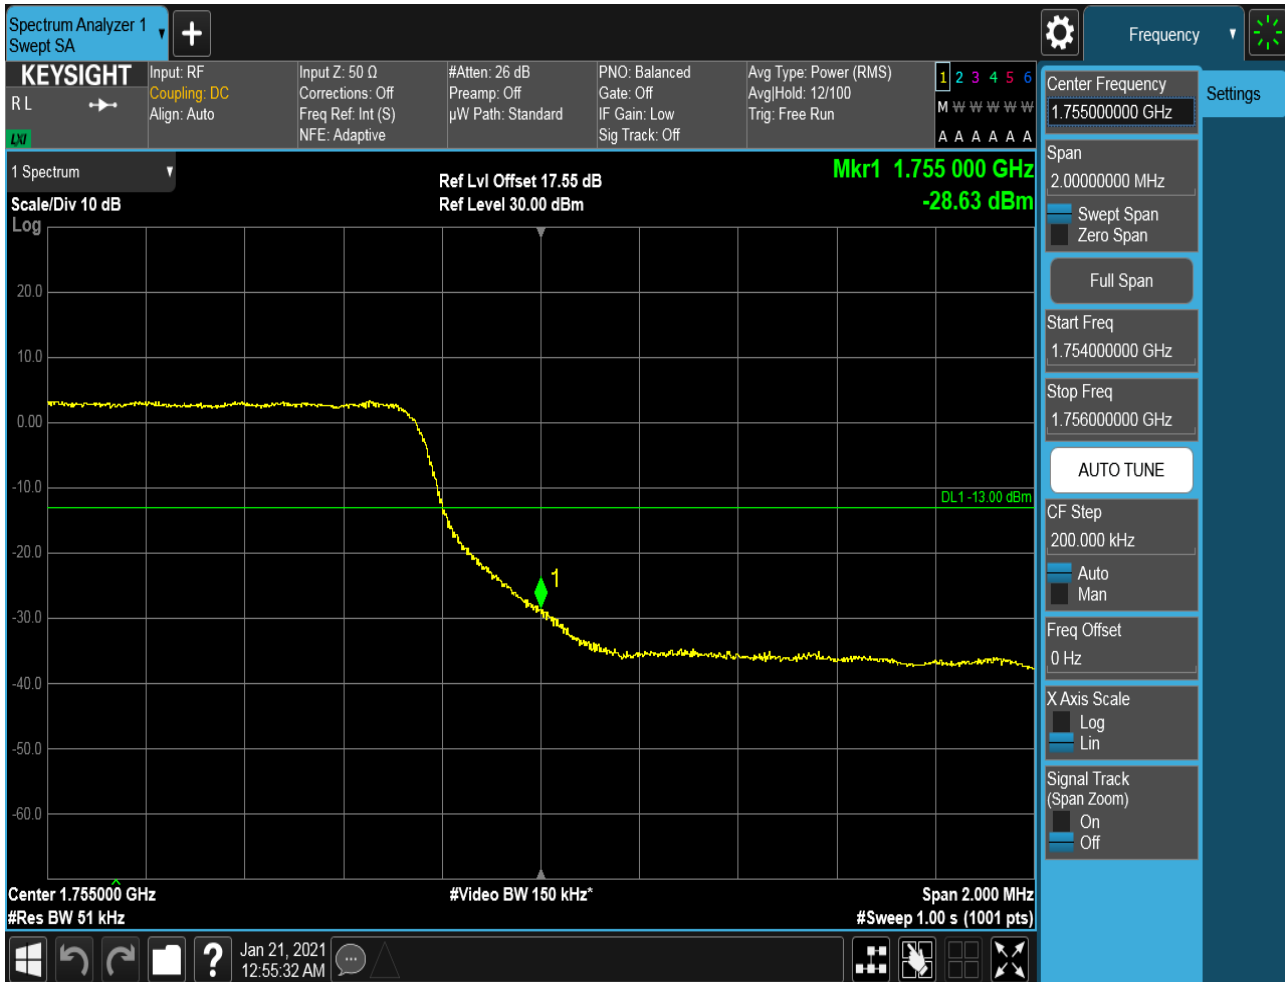 Spectrum Analyzer 1
Swept SA
+
Frequency
KEYSIGHT
R L
LXI
Input: RF
Coupling: DC
Align: Auto
Input Z: 50 Ω
Corrections: Off
Freq Ref: Int (S)
NFE: Adaptive
#Atten: 26 dB
Preamp: Off
µW Path: Standard
PNO: Balanced
Gate: Off
IF Gain: Low
Sig Track: Off
Avg Type: Power (RMS)
Avg|Hold: 12/100
Trig: Free Run
1 2 3 4 5 6
M W W W W W
A A A A A A
1 Spectrum
Scale/Div 10 dB
Log
Ref Lvl Offset 17.55 dB
Ref Level 30.00 dBm
Mkr1 1.755 000 GHz
-28.63 dBm
20.0
10.0
0.00
-10.0
-20.0
-30.0
-40.0
-50.0
-60.0
DL1 -13.00 dBm
1
Center 1.755000 GHz
#Res BW 51 kHz
#Video BW 150 kHz*
Span 2.000 MHz
#Sweep 1.00 s (1001 pts)
?
Jan 21, 2021
12:55:32 AM
Center Frequency
1.755000000 GHz
Span
2.00000000 MHz
Swept Span
Zero Span
Full Span
Start Freq
1.754000000 GHz
Stop Freq
1.756000000 GHz
AUTO TUNE
CF Step
200.000 kHz
Auto
Man
Freq Offset
0 Hz
X Axis Scale
Log
Lin
Signal Track
(Span Zoom)
On
Off
Settings